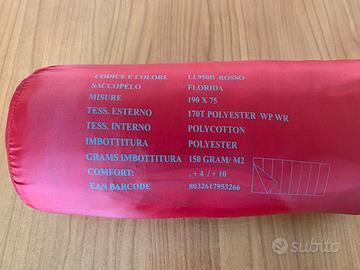 CODICE E COLORE LL950D ROSSO
SACCOPELO FLORIDA
MISURE 190 X 75
TESS. ESTERNO 170T POLYESTER WP WR
TESS. INTERNO POLYCOTTON
IMBOTTITURA POLYESTER
GRAMS IMBOTTITURA 150 GRAM/ M2
COMFORT: . + 4 / + 10
EAN BARCODE 8032617953266
subito